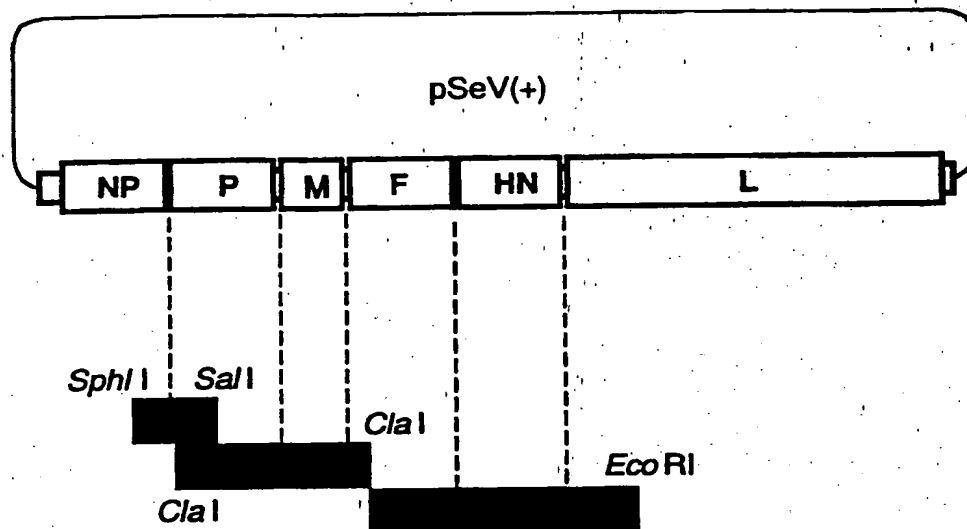 pSeV(+)
NP P M F HN L
SphI I SalI
ClaI
EcoRI
ClaI